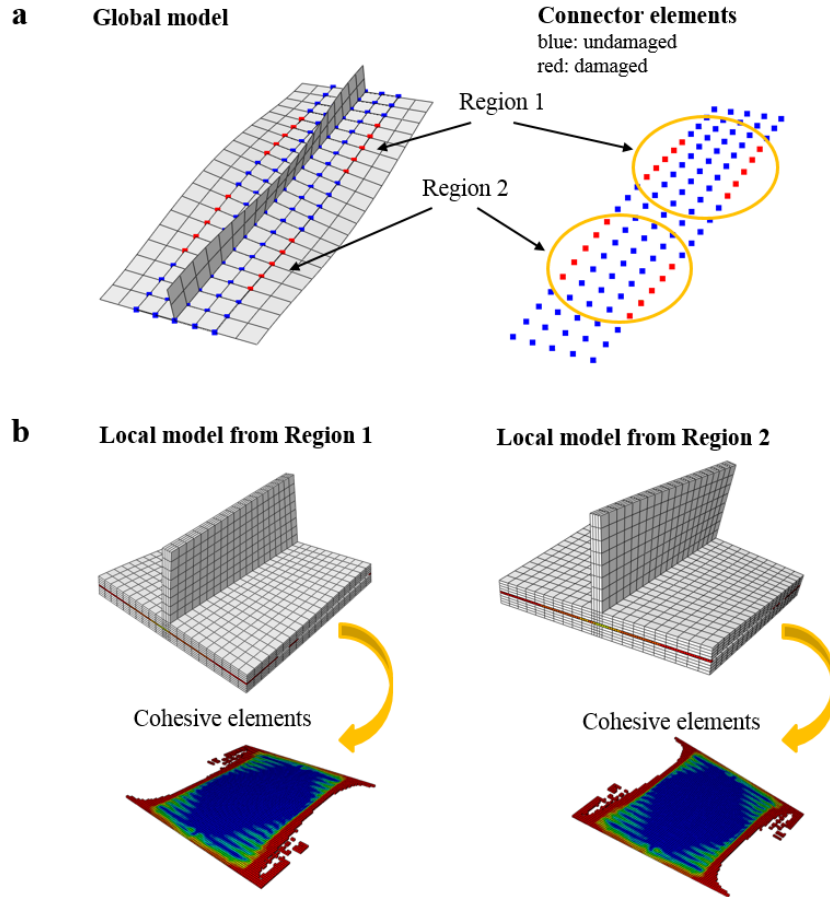 a
Global model
Connector elements
blue: undamaged
red: damaged
Region 1
Region 2
b
Local model from Region 1
Local model from Region 2
Cohesive elements
Cohesive elements